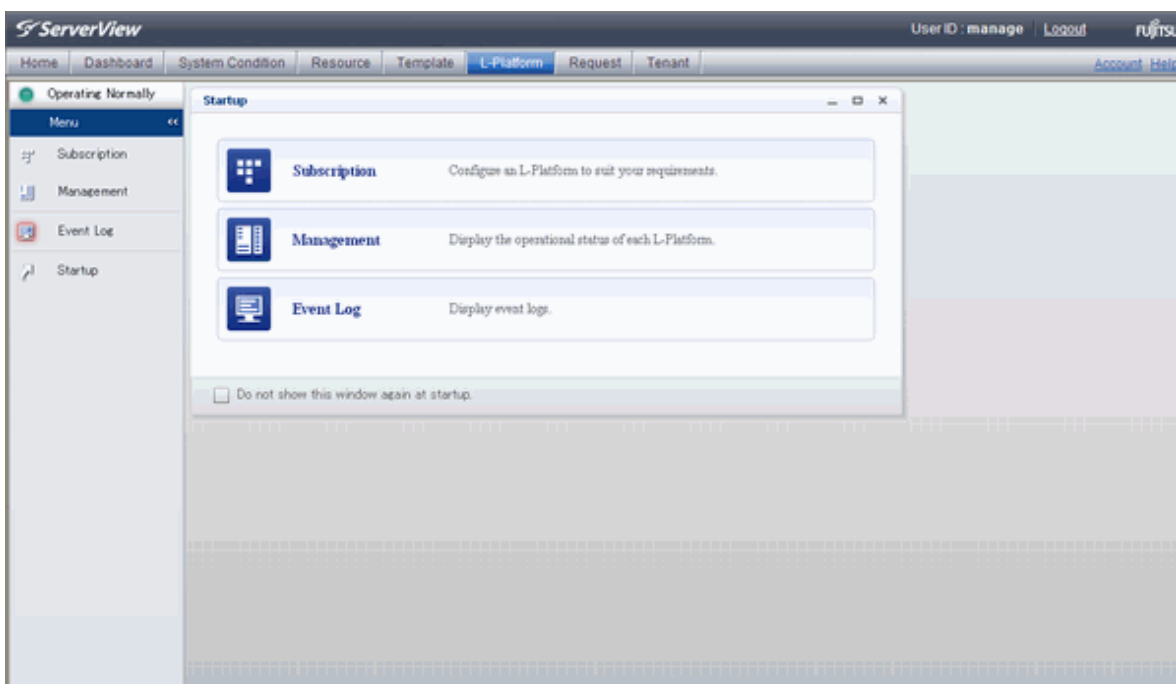 ServerView
User ID : manage Logout
FUJITSU
Home Dashboard System Condition Resource Template L-Platform Request Tenant
Account Help
Operating Normally
Menu <<
Subscription
Management
Event Log
Startup
Startup
Subscription Configure an L-Platform to suit your requirements.
Management Display the operational status of each L-Platform.
Event Log Display event logs.
Do not show this window again at startup.